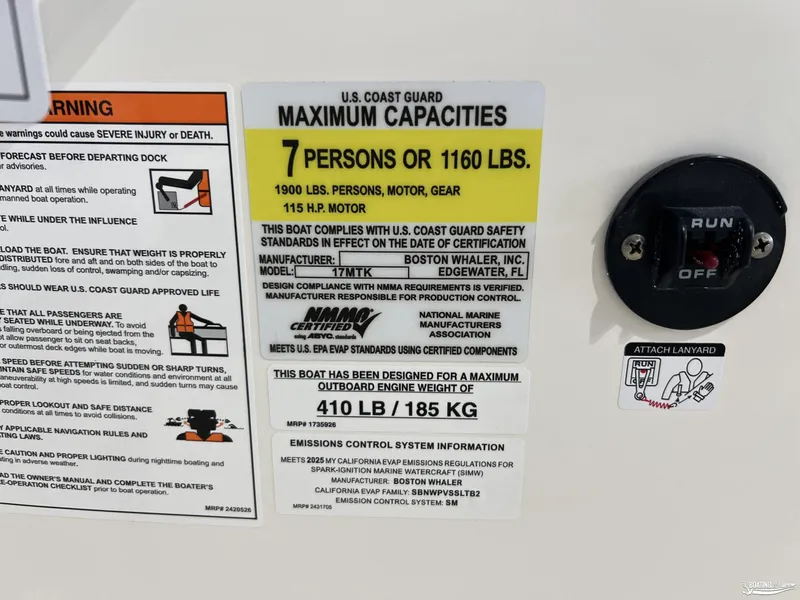 WARNING
e warnings could cause SEVERE INJURY or DEATH.
FORECAST BEFORE DEPARTING DOCK
r advisories.
ANYARD at all times while operating
manned boat operation.
TE WHILE UNDER THE INFLUENCE
ol.
LOAD THE BOAT. ENSURE THAT WEIGHT IS PROPERLY
DISTRIBUTED fore and aft and on both sides of the boat to
dling, sudden loss of control, swamping and/or capsizing.
RS SHOULD WEAR U.S. COAST GUARD APPROVED LIFE
E THAT ALL PASSENGERS ARE
Y SEATED WHILE UNDERWAY. To avoid
s falling overboard or being ejected from the
ot allow passenger to sit on seat backs,
or outermost deck edges while boat is moving.
SPEED BEFORE ATTEMPTING SUDDEN OR SHARP TURNS,
INTAIN SAFE SPEEDS for water conditions and environment at all
aneuverability at high speeds is limited, and sudden turns may cause
oat control.
PROPER LOOKOUT AND SAFE DISTANCE
conditions at all times to avoid collisions.
Y APPLICABLE NAVIGATION RULES AND
TING LAWS.
E CAUTION AND PROPER LIGHTING during nighttime boating and
ting in adverse weather.
AD THE OWNER'S MANUAL AND COMPLETE THE BOATER'S
E-OPERATION CHECKLIST prior to boat operation.
MRP# 2420526
U.S. COAST GUARD
MAXIMUM CAPACITIES
7 PERSONS OR 1160 LBS.
1900 LBS. PERSONS, MOTOR, GEAR
115 H.P. MOTOR
THIS BOAT COMPLIES WITH U.S. COAST GUARD SAFETY
STANDARDS IN EFFECT ON THE DATE OF CERTIFICATION
MANUFACTURER: BOSTON WHALER, INC.
MODEL: 17MTK EDGEWATER, FL
DESIGN COMPLIANCE WITH NMMA REQUIREMENTS IS VERIFIED.
MANUFACTURER RESPONSIBLE FOR PRODUCTION CONTROL.
NMMA
CERTIFIED
using ABYC standards
NATIONAL MARINE
MANUFACTURERS
ASSOCIATION
MEETS U.S. EPA EVAP STANDARDS USING CERTIFIED COMPONENTS
THIS BOAT HAS BEEN DESIGNED FOR A MAXIMUM
OUTBOARD ENGINE WEIGHT OF
410 LB / 185 KG
MRP# 1735926
EMISSIONS CONTROL SYSTEM INFORMATION
MEETS 2025 MY CALIFORNIA EVAP EMISSIONS REGULATIONS FOR
SPARK-IGNITION MARINE WATERCRAFT (SIMW)
MANUFACTURER: BOSTON WHALER
CALIFORNIA EVAP FAMILY: SBNWPVSSLTB2
EMISSION CONTROL SYSTEM: SM
MRP# 2431705
RUN
OFF
ATTACH LANYARD
RUN